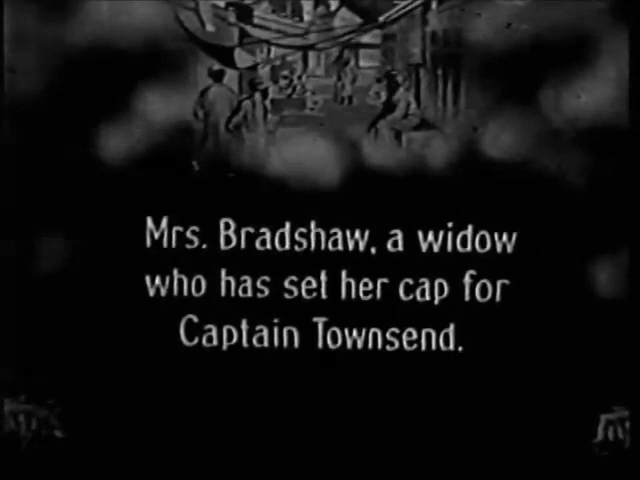 Mrs. Bradshaw, a widow
who has set her cap for
Captain Townsend.